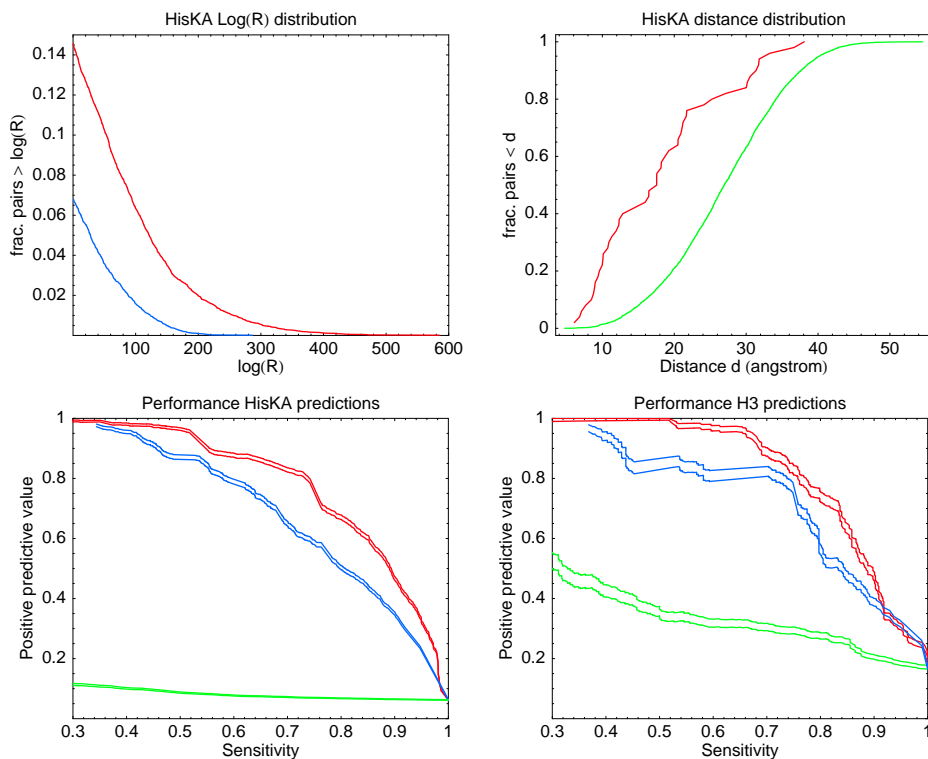 HisKA Log(R) distribution
frac. pairs > log(R)
0.14
0.12
0.1
0.08
0.06
0.04
0.02
100 200 300 400 500 600
log(R)
HisKA distance distribution
frac. pairs < d
1
0.8
0.6
0.4
0.2
0
10 20 30 40 50
Distance d (angstrom)
Performance HisKA predictions
Positive predictive value
1
0.8
0.6
0.4
0.2
0.3 0.4 0.5 0.6 0.7 0.8 0.9 1
Sensitivity
Performance H3 predictions
Positive predictive value
1
0.8
0.6
0.4
0.2
0.3 0.4 0.5 0.6 0.7 0.8 0.9 1
Sensitivity